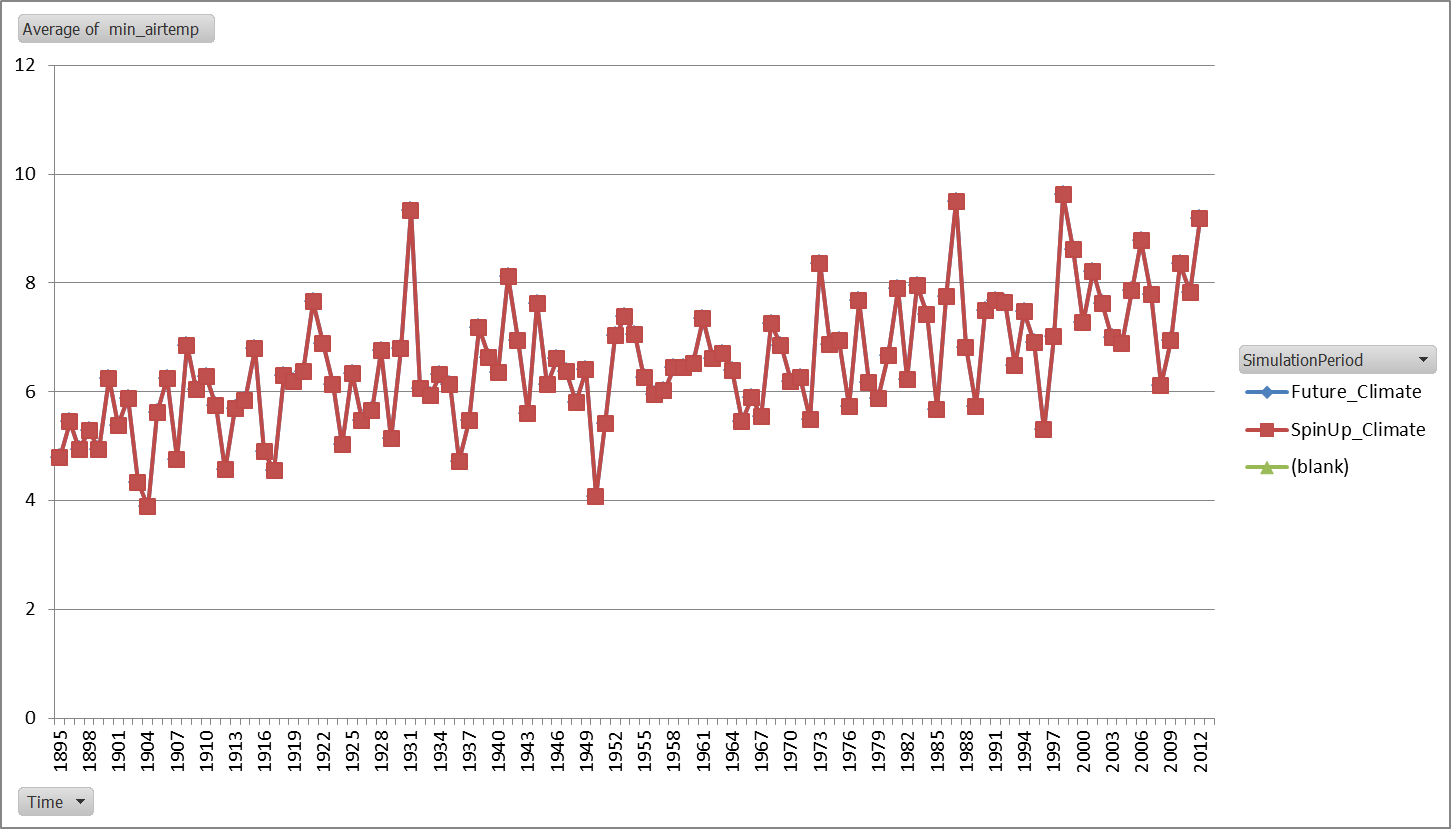 Average of min_airtemp
12
10
8
6
4
2
0
1895 1898 1901 1904 1907 1910 1913 1916 1919 1922 1925 1928 1931 1934 1937 1940 1943 1946 1949 1952 1955 1958 1961 1964 1967 1970 1973 1976 1979 1982 1985 1988 1991 1994 1997 2000 2003 2006 2009 2012
Time
SimulationPeriod
Future_Climate
SpinUp_Climate
(blank)